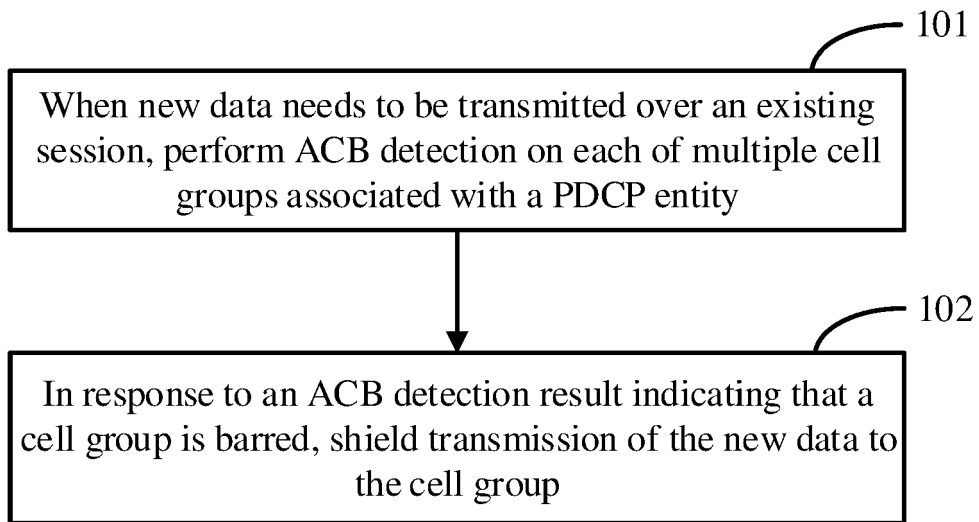 101
When new data needs to be transmitted over an existing
session, perform ACB detection on each of multiple cell
groups associated with a PDCP entity
102
In response to an ACB detection result indicating that a
cell group is barred, shield transmission of the new data to
the cell group